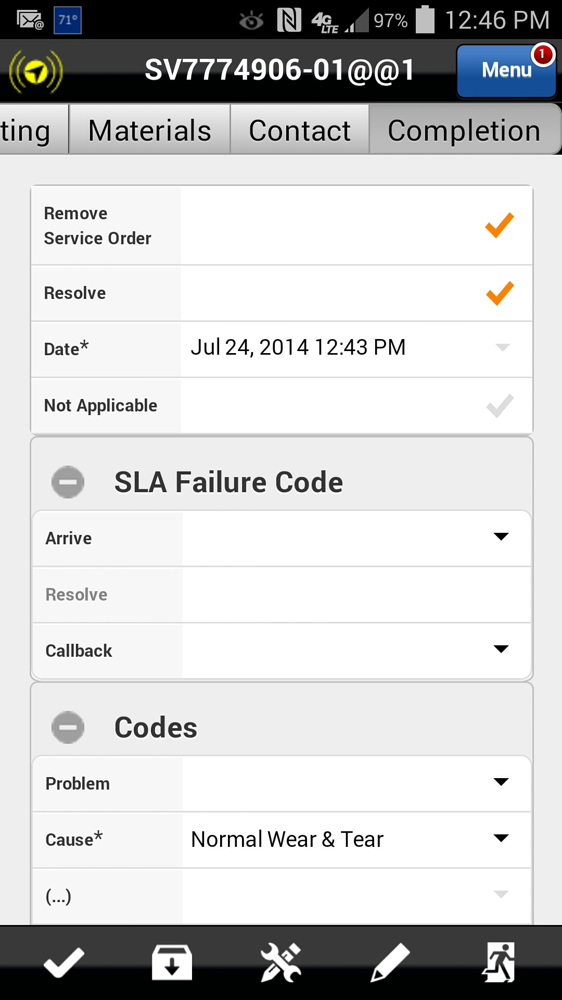 71° 4G LTE 97% 12:46 PM
SV7774906-01@@1 Menu 1
ting Materials Contact Completion
Remove
Service Order
Resolve
Date* Jul 24, 2014 12:43 PM
Not Applicable
SLA Failure Code
Arrive
Resolve
Callback
Codes
Problem
Cause* Normal Wear & Tear
(...)